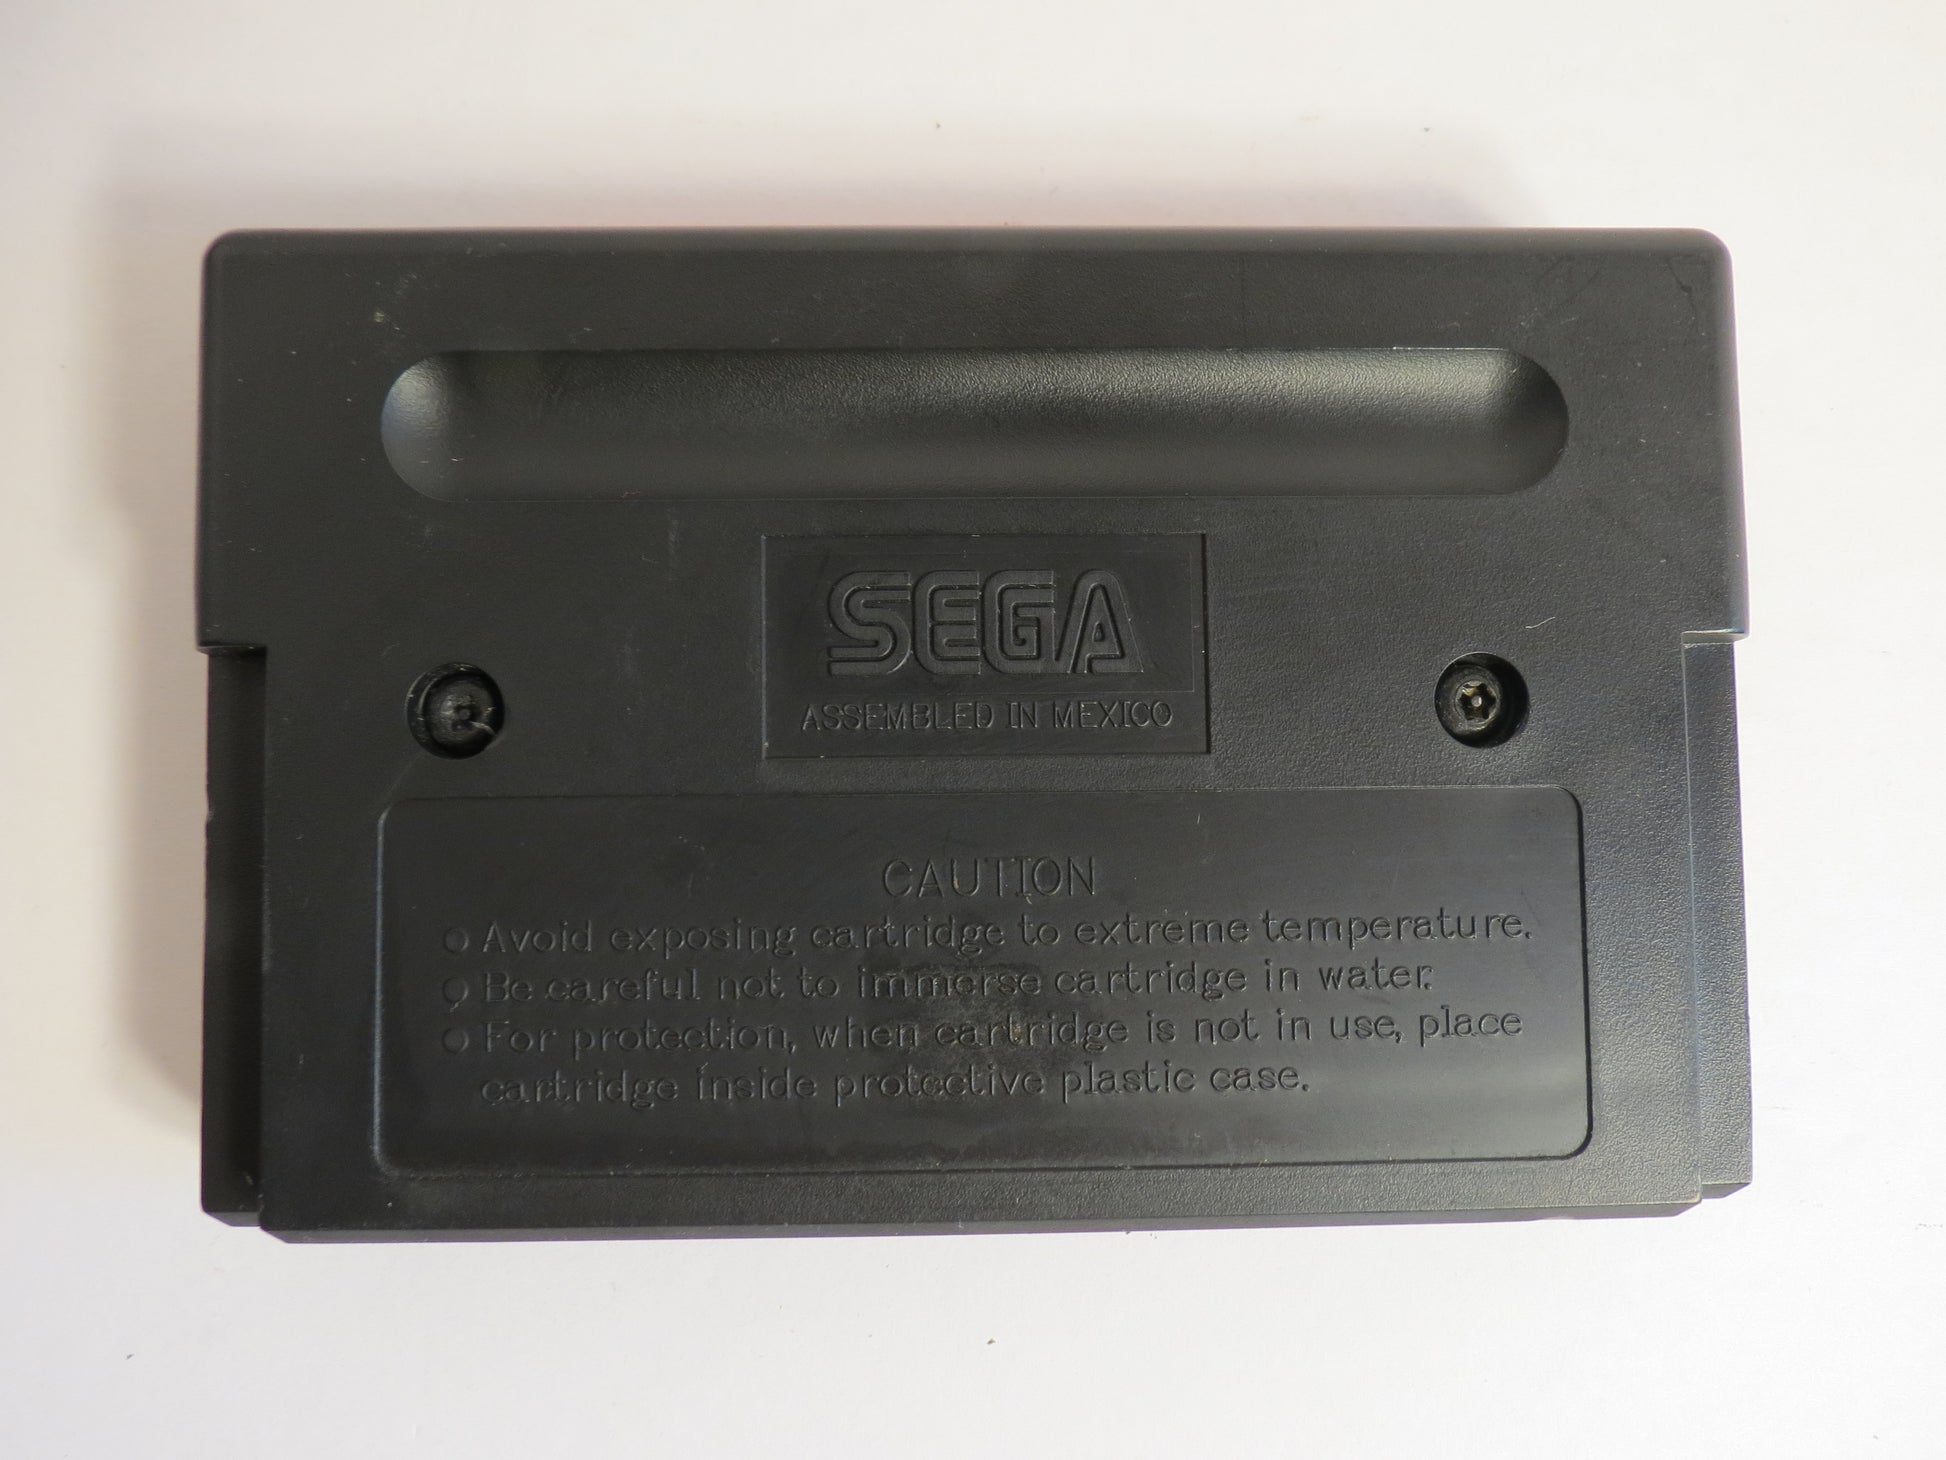 SEGA
ASSEMBLED IN MEXICO
CAUTION
○ Avoid exposing cartridge to extreme temperature.
○ Be careful not to immerse cartridge in water.
○ For protection, when cartridge is not in use, place
cartridge inside protective plastic case.